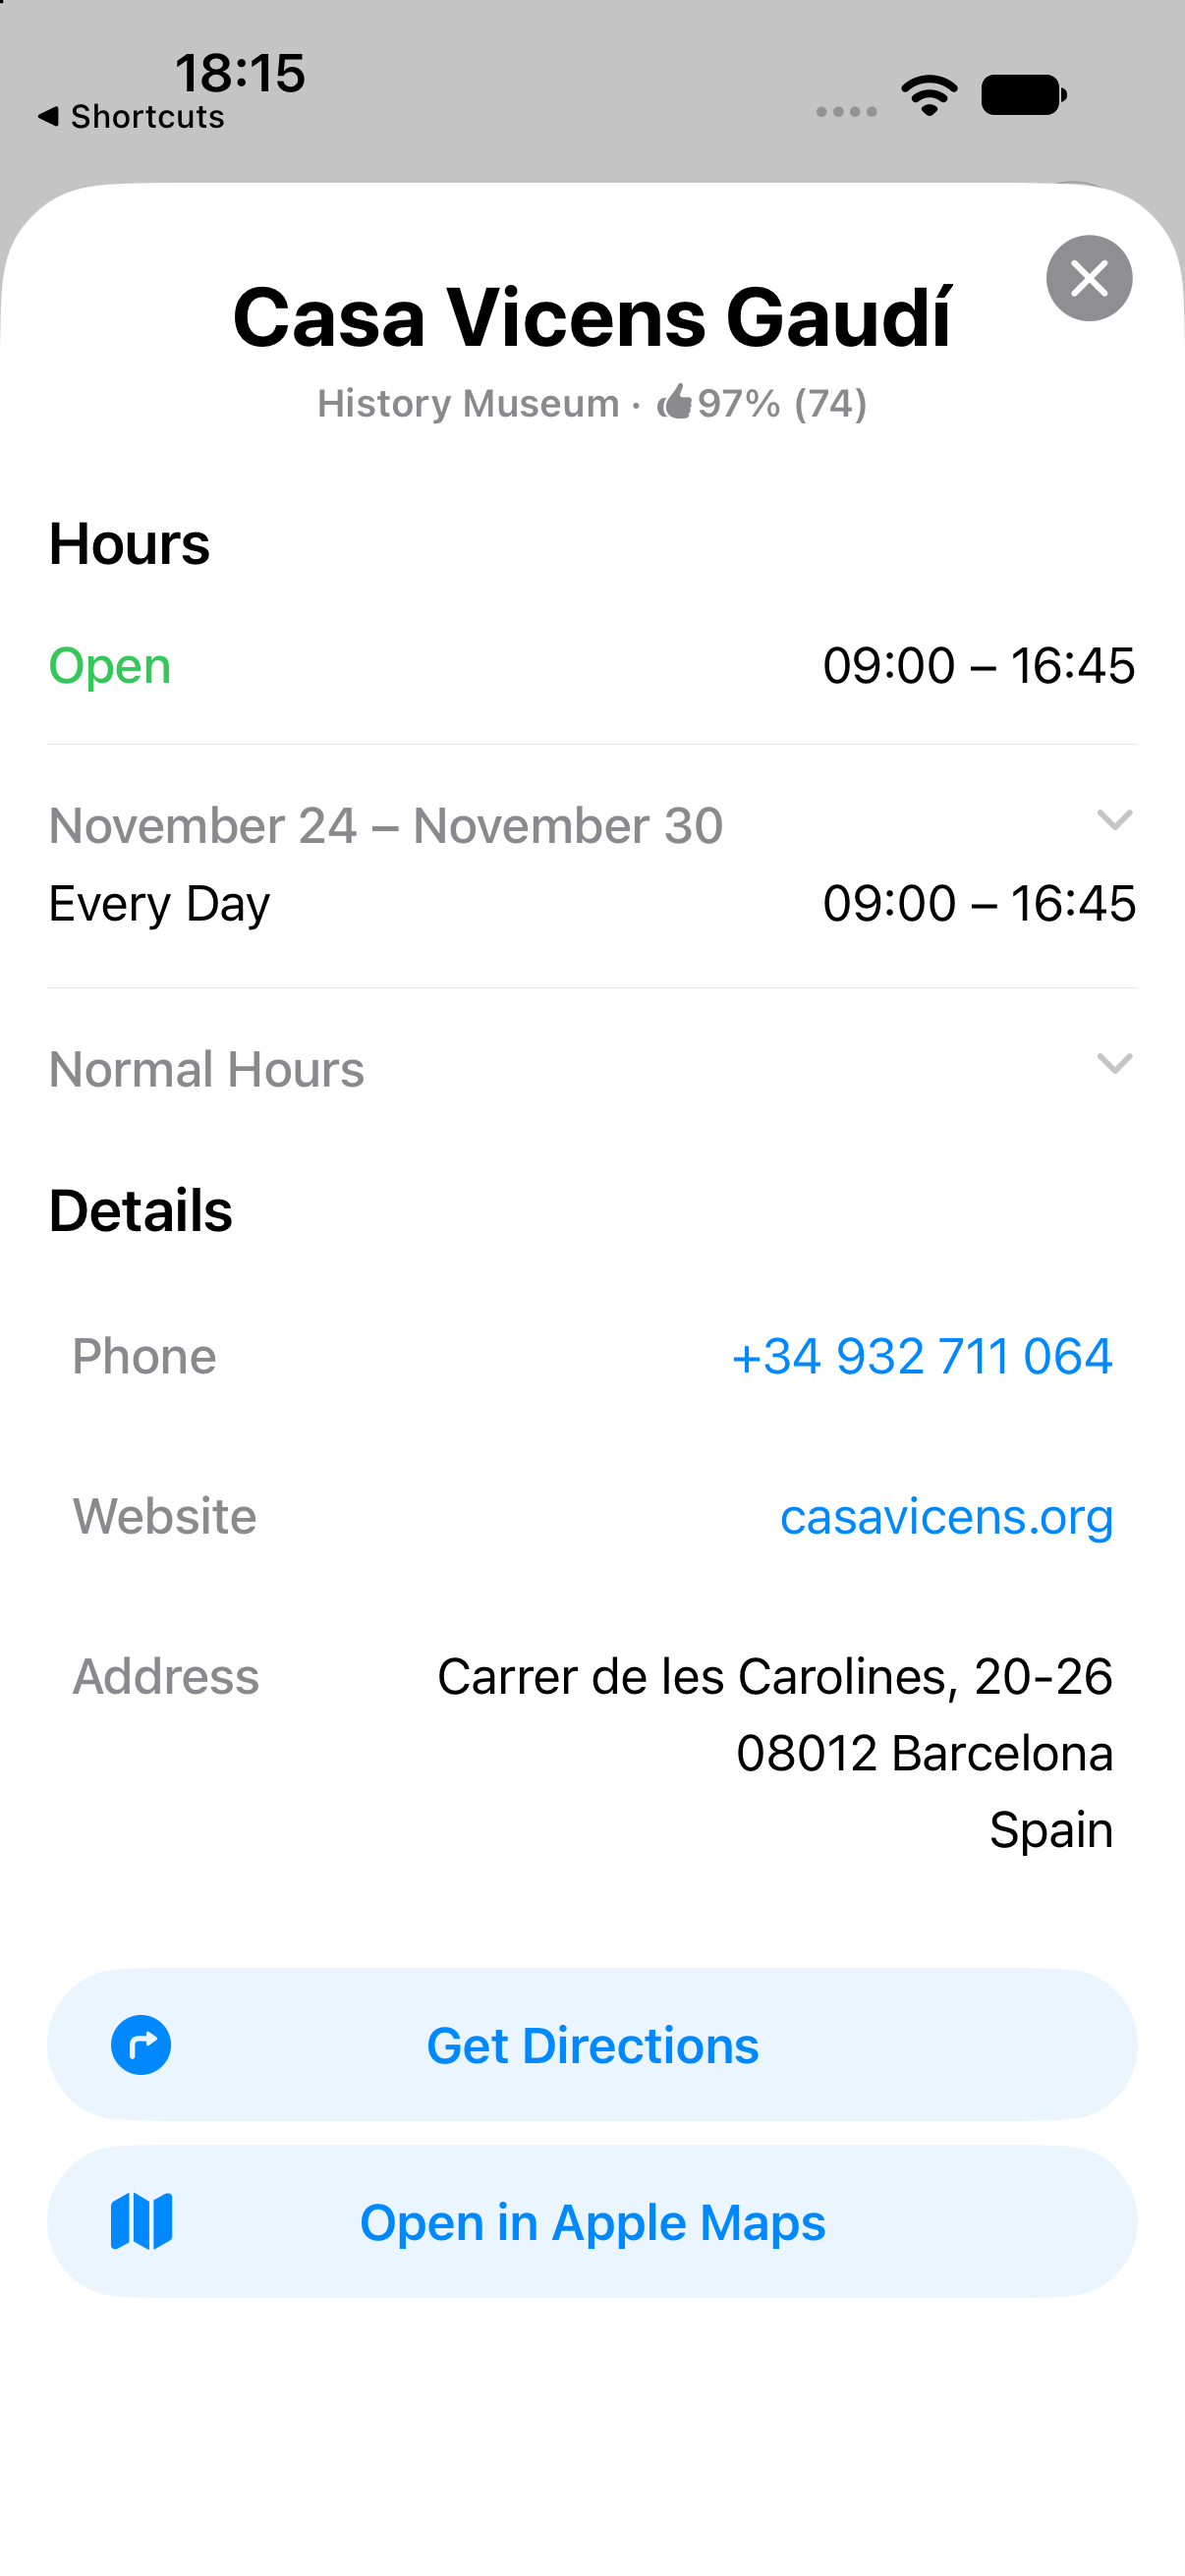 18:15
◀ Shortcuts
Casa Vicens Gaudí
History Museum · 97% (74)
Hours
Open 09:00 – 16:45
November 24 – November 30
Every Day 09:00 – 16:45
Normal Hours
Details
Phone +34 932 711 064
Website casavicens.org
Address Carrer de les Carolines, 20-26
08012 Barcelona
Spain
Get Directions
Open in Apple Maps